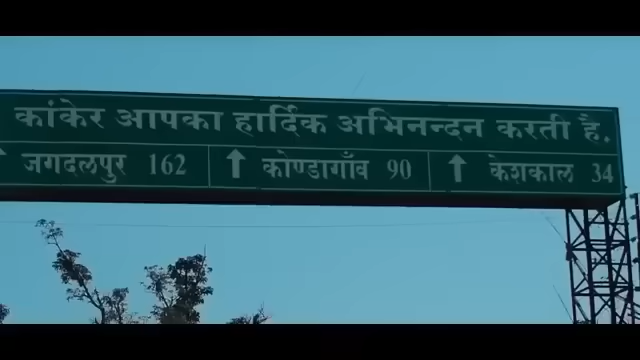 कांकेर आपका हार्दिक अभिनन्दन करती है.
जगदलपुर 162 कोण्डागाँव 90 केशकाल 34